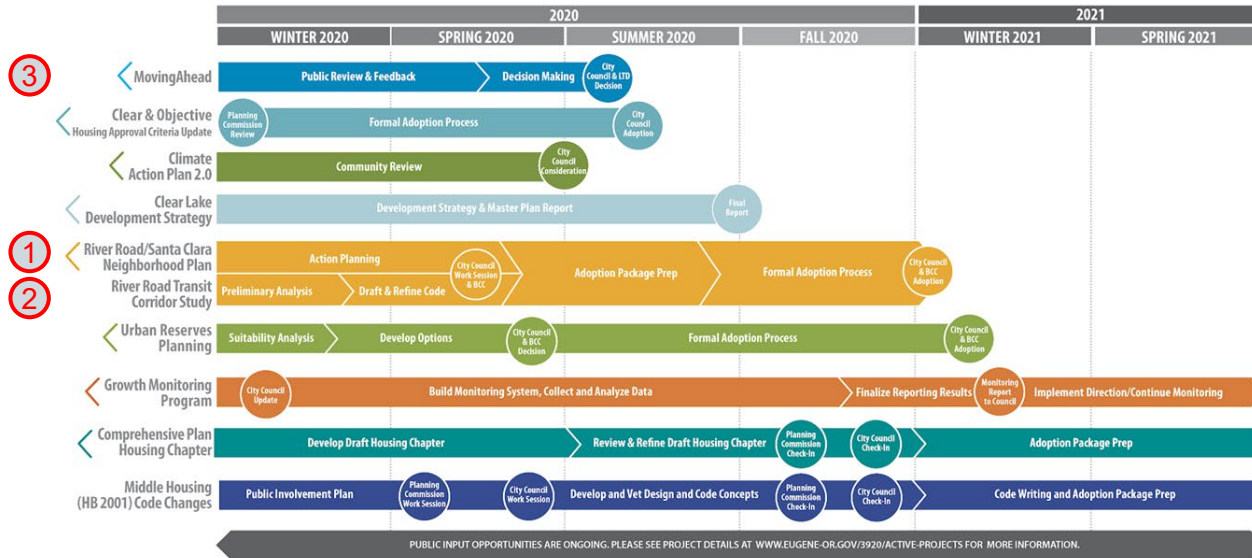 2020
2021
WINTER 2020
SPRING 2020
SUMMER 2020
FALL 2020
WINTER 2021
SPRING 2021
3
MovingAhead
Public Review & Feedback
Decision Making
City
Council & LTD
Decision
Clear & Objective
Housing Approval Criteria Update
Planning
Commission
Review
Formal Adoption Process
City
Council
Adoption
Climate
Action Plan 2.0
Community Review
City
Council
Consideration
Clear Lake
Development Strategy
Development Strategy & Master Plan Report
Final
Report
1
River Road/Santa Clara
Neighborhood Plan
Action Planning
City Council
Work Session
& BCC
Adoption Package Prep
Formal Adoption Process
City Council
& BCC
Adoption
2
River Road Transit
Corridor Study
Preliminary Analysis
Draft & Refine Code
Urban Reserves
Planning
Suitability Analysis
Develop Options
City Council
& BCC
Decision
Formal Adoption Process
City Council
& BCC
Adoption
Growth Monitoring
Program
City Council
Update
Build Monitoring System, Collect and Analyze Data
Finalize Reporting Results
Monitoring
Report
to Council
Implement Direction/Continue Monitoring
Comprehensive Plan
Housing Chapter
Develop Draft Housing Chapter
Review & Refine Draft Housing Chapter
Planning
Commission
Check-In
City Council
Check-In
Adoption Package Prep
Middle Housing
(HB 2001) Code Changes
Public Involvement Plan
Planning
Commission
Work Session
City Council
Work Session
Develop and Vet Design and Code Concepts
Planning
Commission
Check-In
City Council
Check-In
Code Writing and Adoption Package Prep
PUBLIC INPUT OPPORTUNITIES ARE ONGOING. PLEASE SEE PROJECT DETAILS AT WWW.EUGENE-OR.GOV/3920/ACTIVE-PROJECTS FOR MORE INFORMATION.